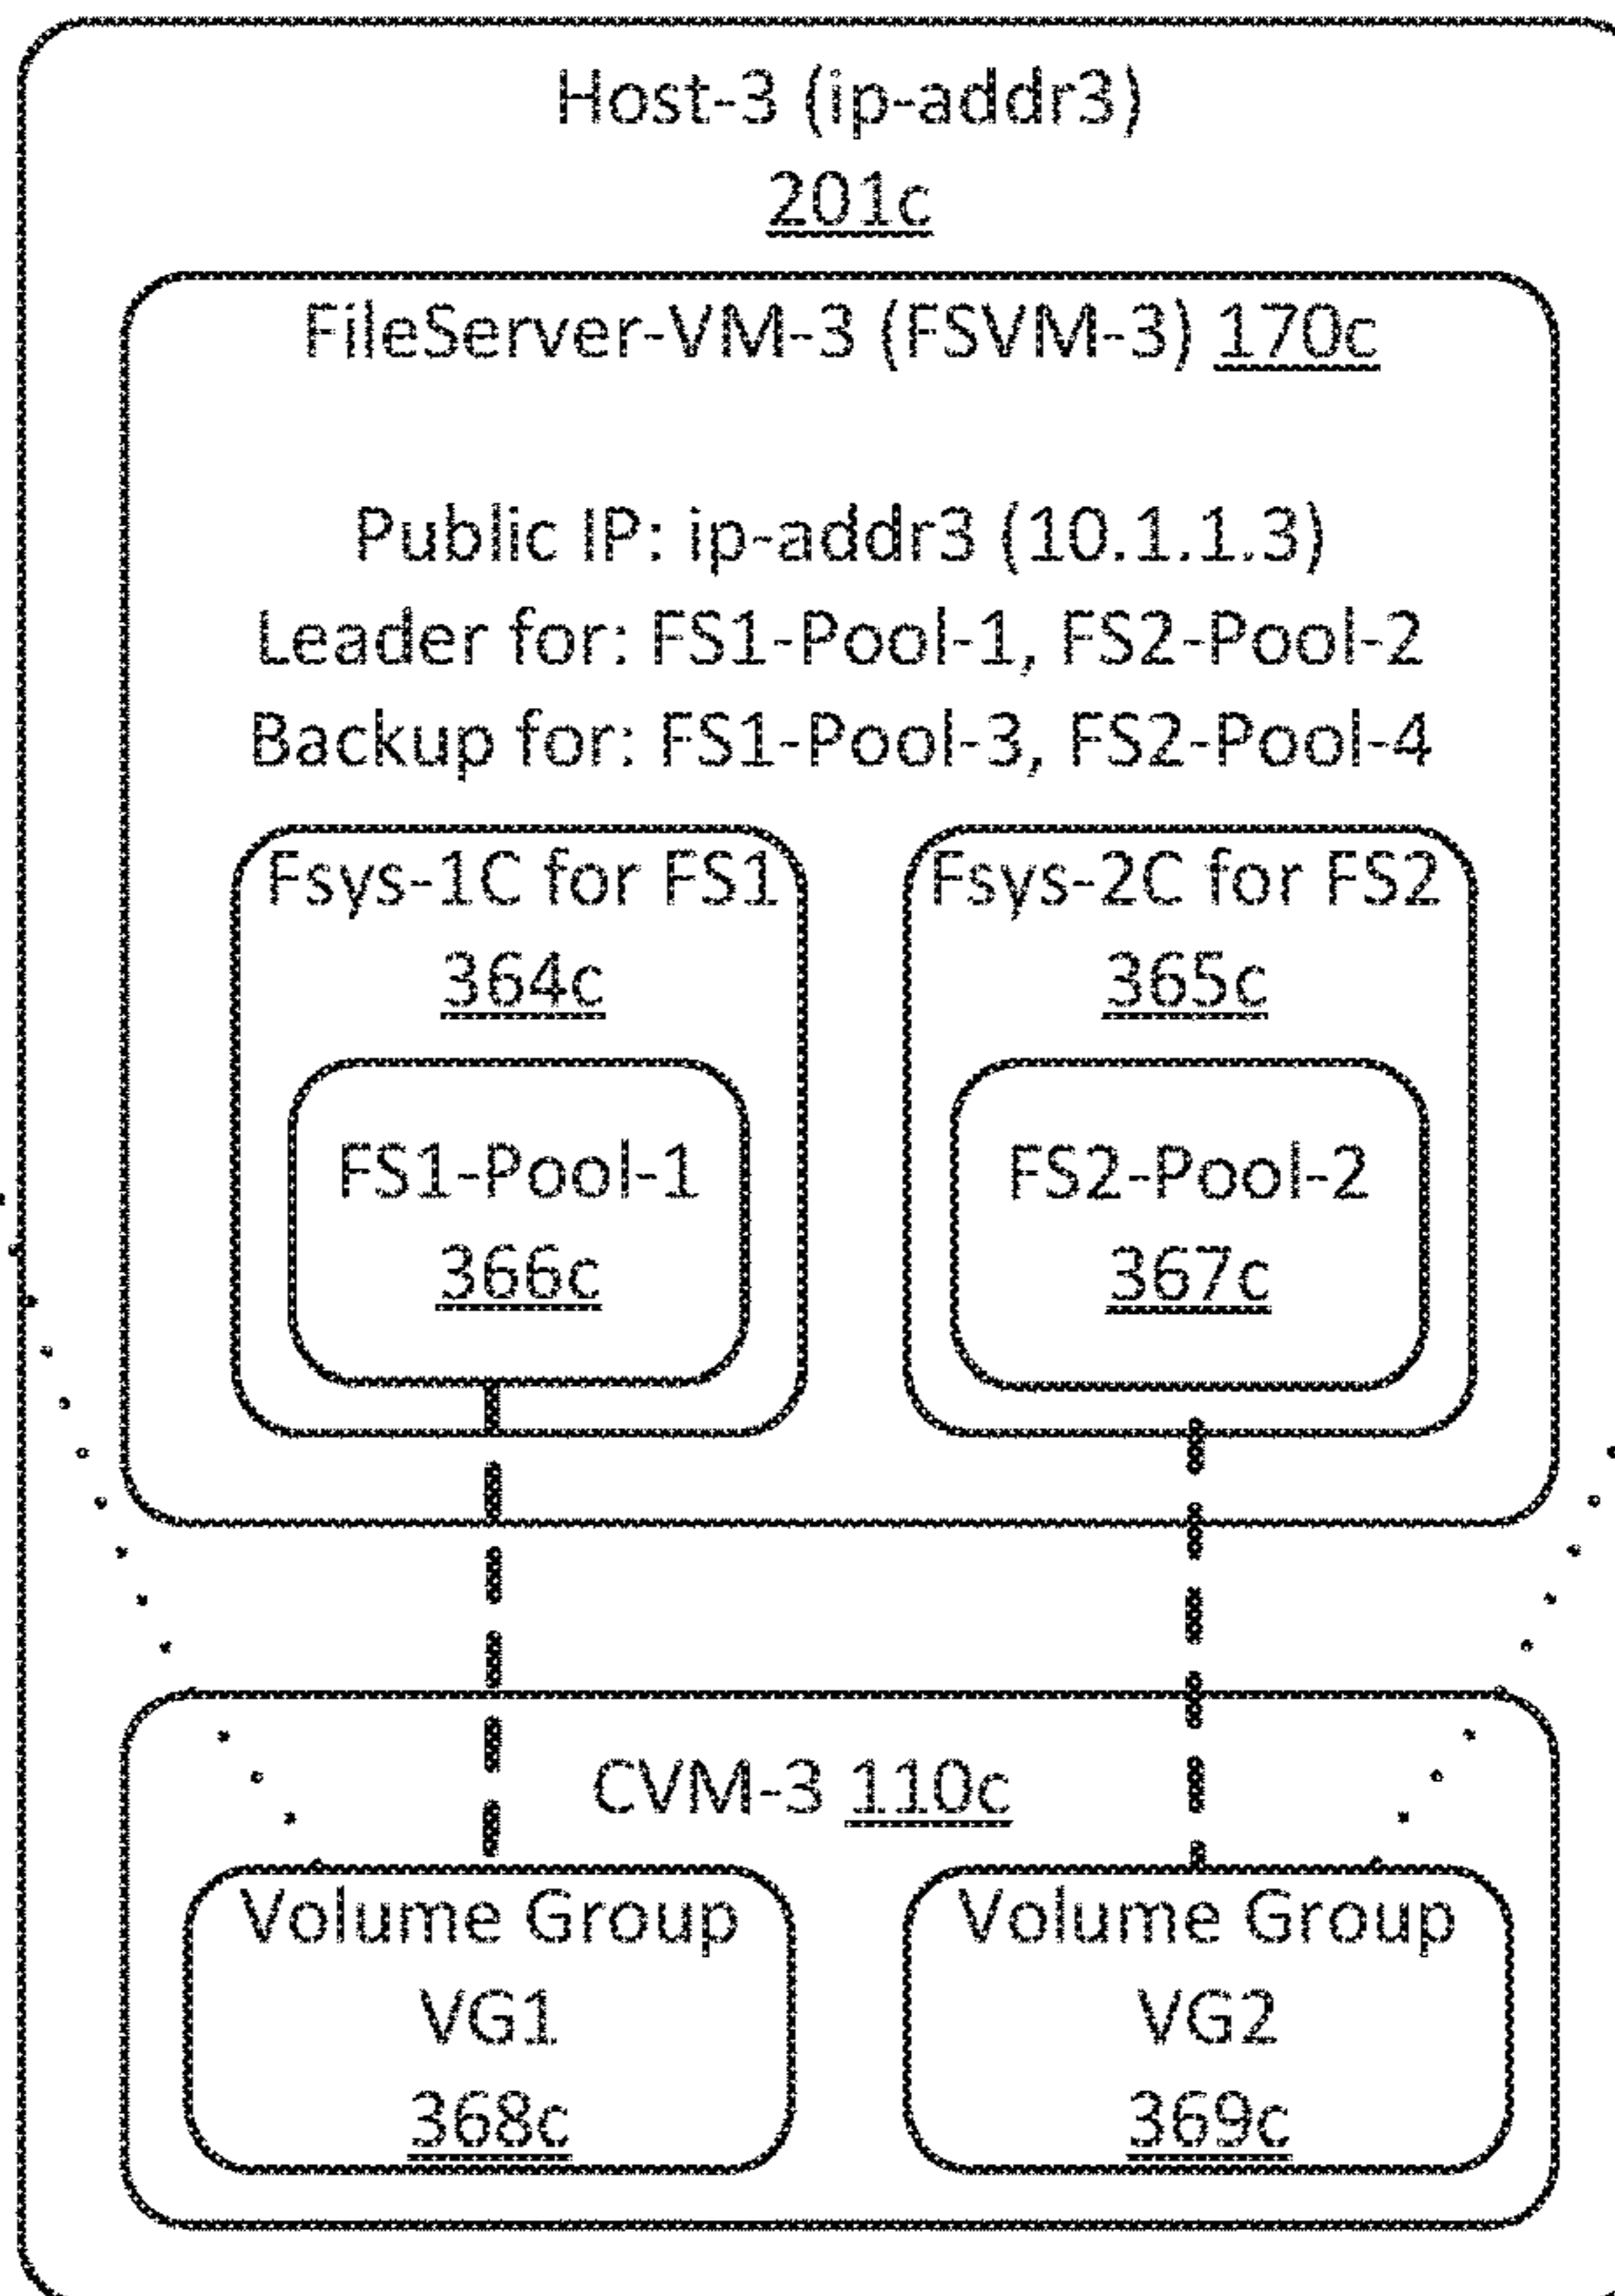 Host-3 (ip-addr3)
201c
FileServer-VM-3 (FSVM-3) 170c
Public IP: ip-addr3 (10.1.1.3)
Leader for: FS1-Pool-1, FS2-Pool-2
Backup for: FS1-Pool-3, FS2-Pool-4
Fsys-1C for FS1
364c
FS1-Pool-1
366c
Fsys-2C for FS2
365c
FS2-Pool-2
367c
CVM-3 110c
Volume Group
VG1
368c
Volume Group
VG2
369c